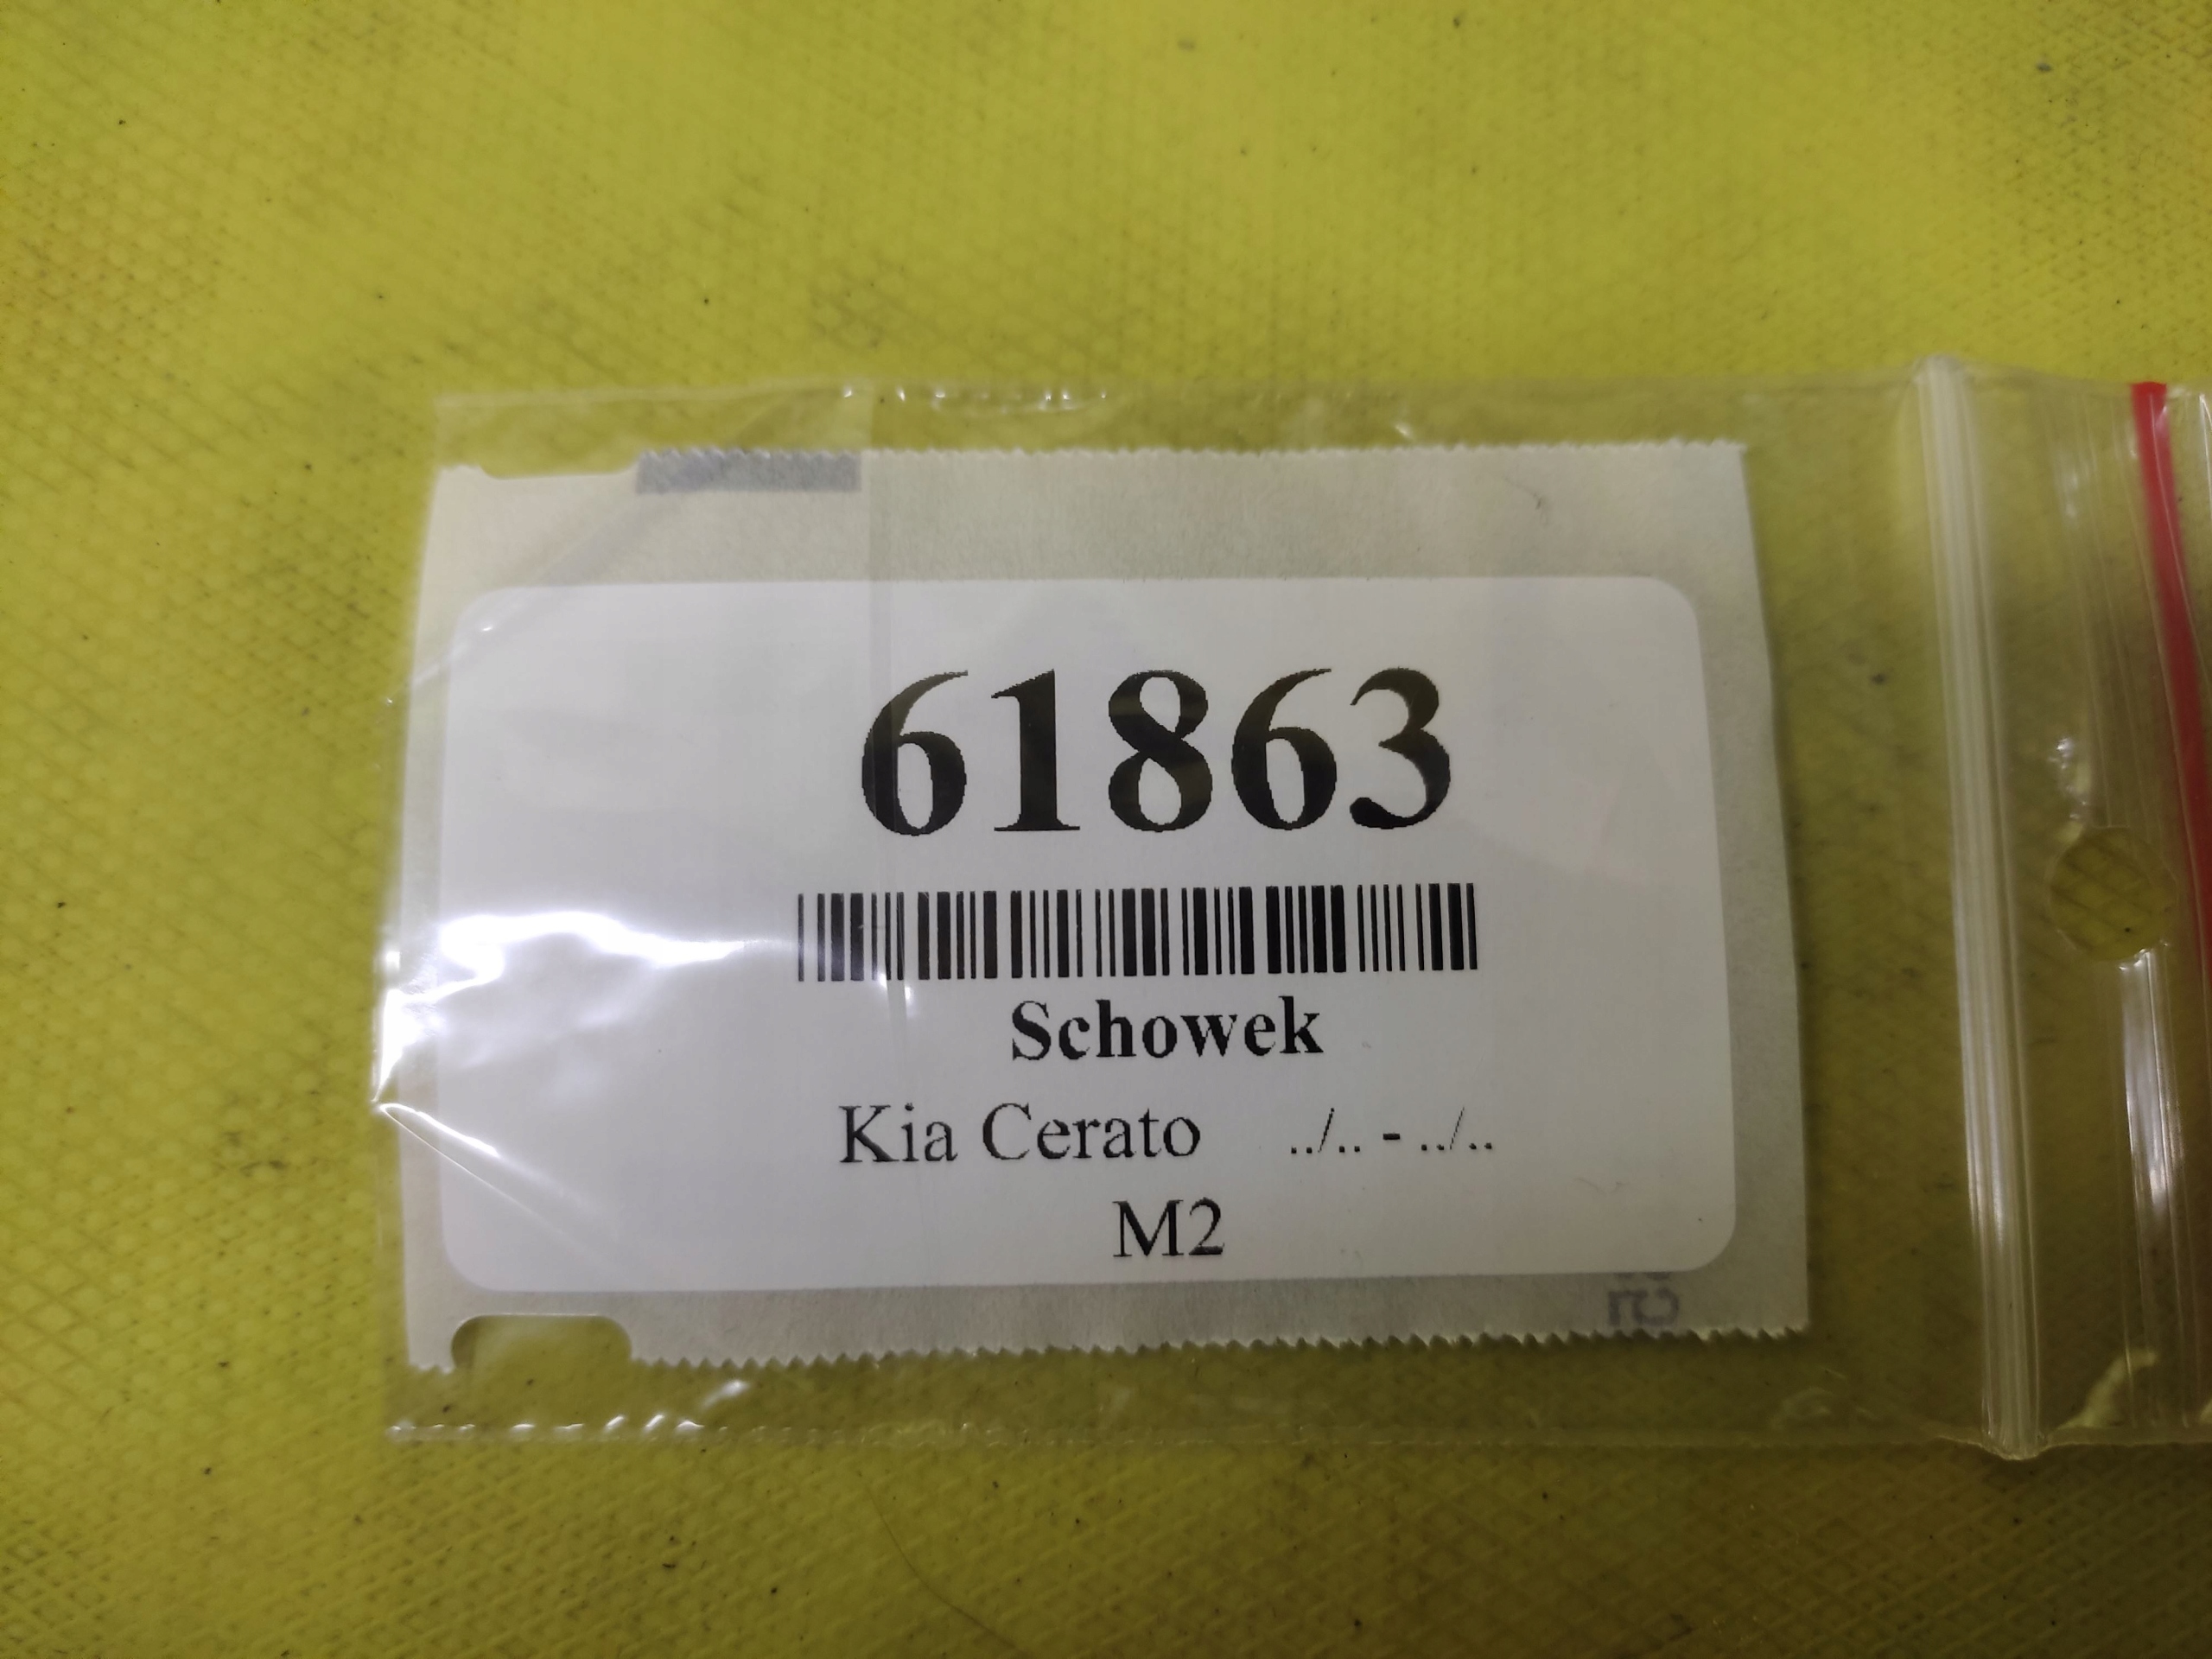 61863
Schowek
Kia Cerato ../.. - ../..
M2